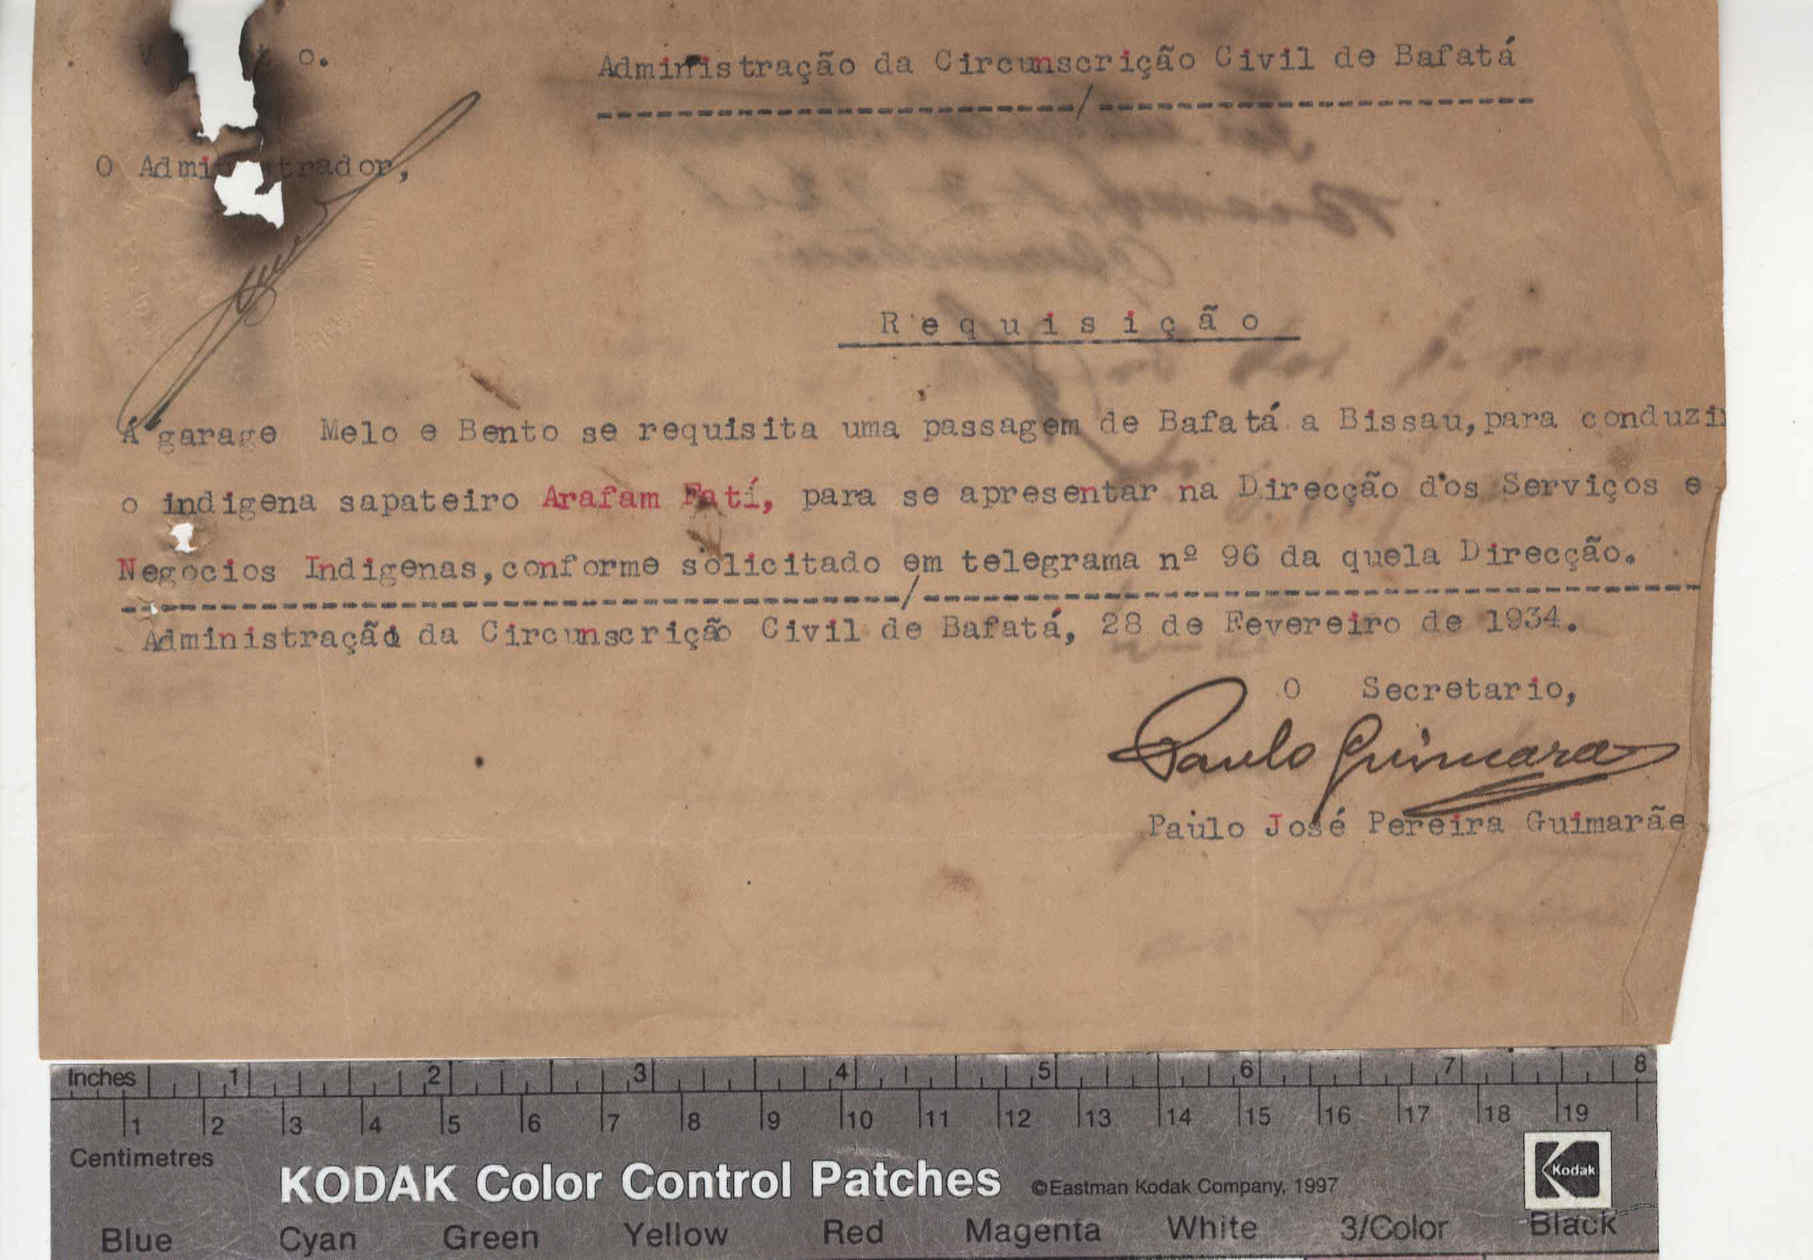 V t o.
Administração da Circunscrição Civil de Bafatá
------------------------/------------------------
O Admi trador,
Requisição
Á garage Melo e Bento se requisita uma passagem de Bafatá a Bissau, para conduzi
o indigena sapateiro Arafam Fatí, para se apresentar na Direcção dos Serviços e
Negocios Indigenas, conforme solicitado em telegrama nº 96 da quela Direcção.
----------------------------------------/----------------------------------------
Administração da Circunscrição Civil de Bafatá, 28 de Fevereiro de 1934.
O Secretario,
Paulo Guimarães
Paulo José Pereira Guimarãe
Inches 1 2 3 4 5 6 7 8
1 2 3 4 5 6 7 8 9 10 11 12 13 14 15 16 17 18 19
Centimetres
KODAK Color Control Patches ©Eastman Kodak Company, 1997 Kodak
Blue Cyan Green Yellow Red Magenta White 3/Color Black